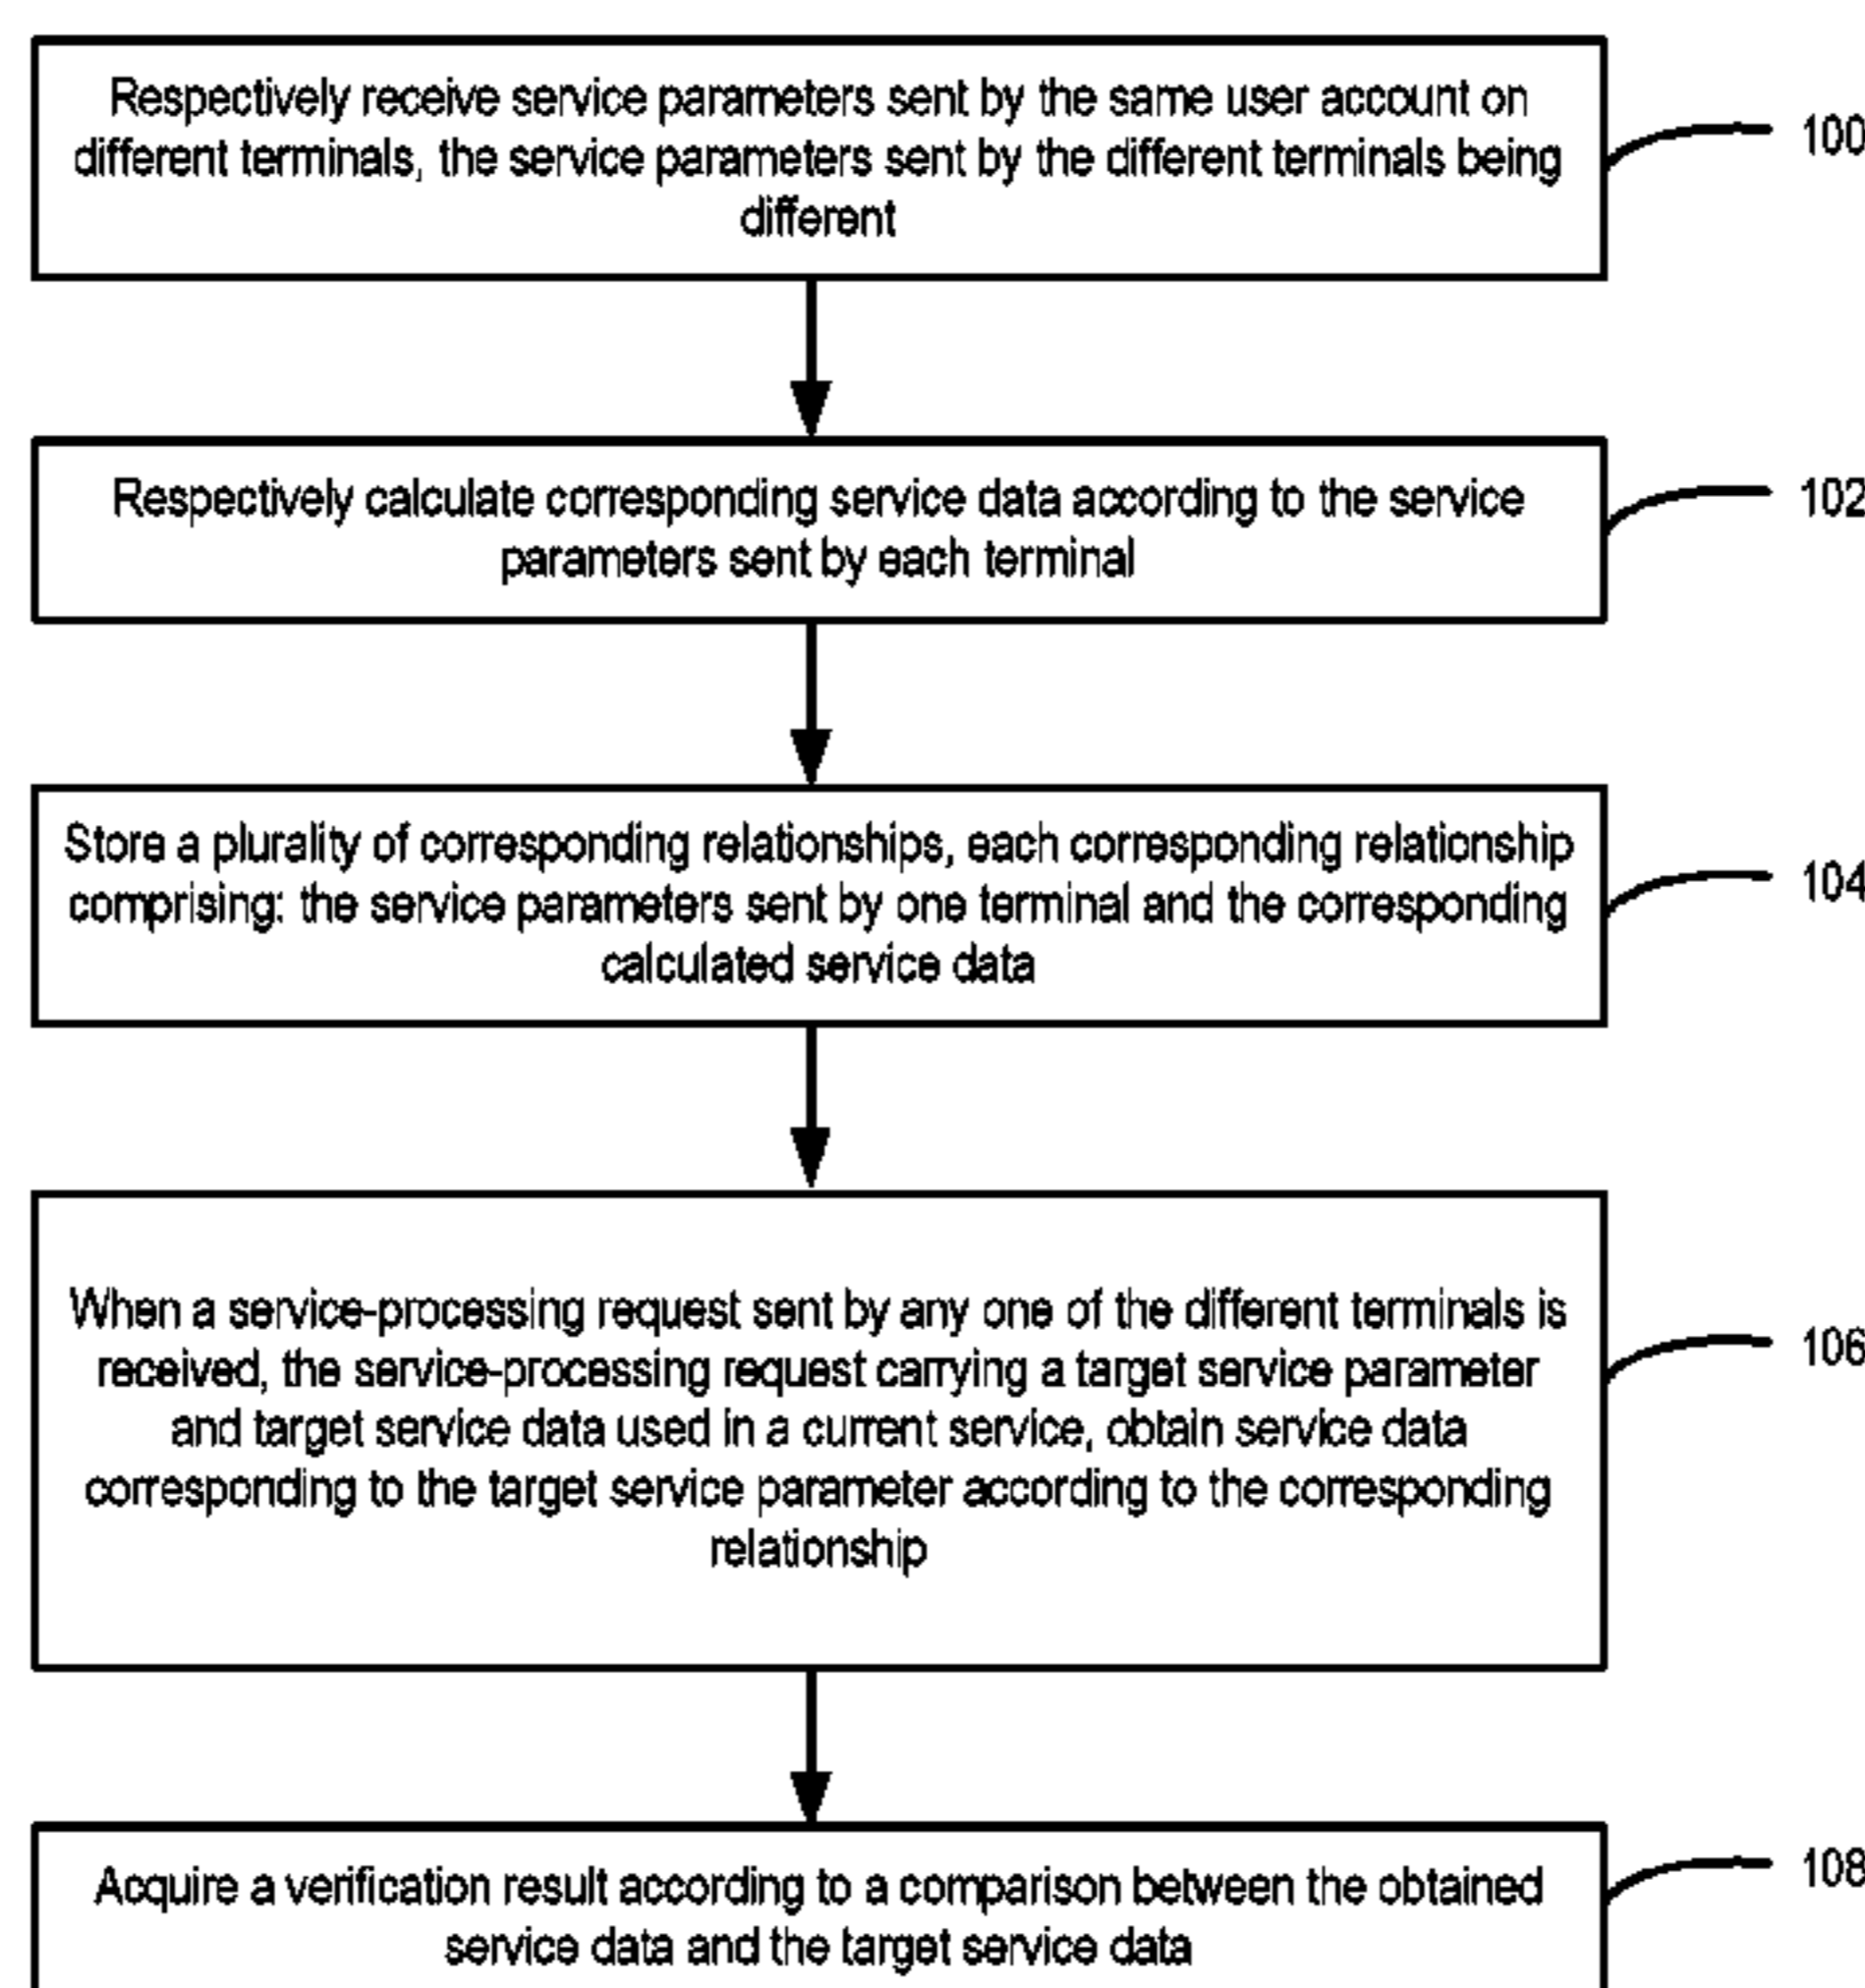 Respectively receive service parameters sent by the same user account on
different terminals, the service parameters sent by the different terminals being
different
100
Respectively calculate corresponding service data according to the service
parameters sent by each terminal
102
Store a plurality of corresponding relationships, each corresponding relationship
comprising: the service parameters sent by one terminal and the corresponding
calculated service data
104
When a service-processing request sent by any one of the different terminals is
received, the service-processing request carrying a target service parameter
and target service data used in a current service, obtain service data
corresponding to the target service parameter according to the corresponding
relationship
106
Acquire a verification result according to a comparison between the obtained
service data and the target service data
108